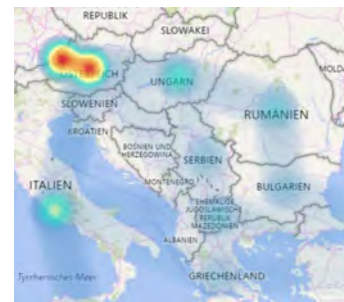 REPUBLIK
SLOWAKEI
MOLDA
ÖSTERREICH
UNGARN
SLOWENIEN
RUMÄNIEN
KROATIEN
BOSNIEN UND
HERZEGOWINA
SERBIEN
ITALIEN
MONTENEGRO
BULGARIEN
EHEMALIGE
JUGOSLAWISCHE
REPUBLIK
MAZEDONIEN
ALBANIEN
Tyrrhenisches Meer
GRIECHENLAND